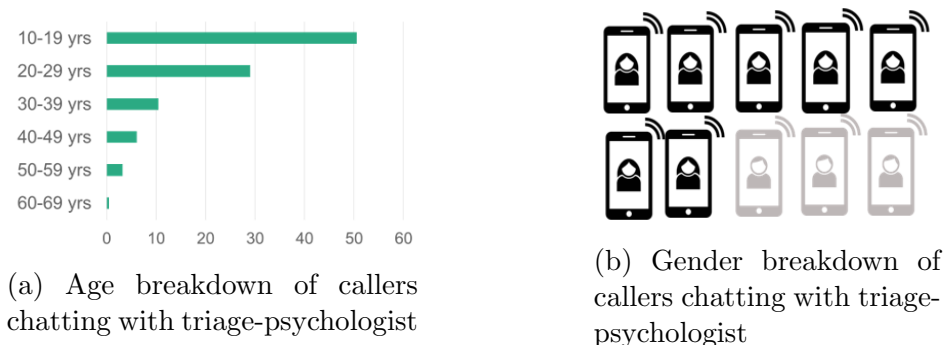 10-19 yrs
20-29 yrs
30-39 yrs
40-49 yrs
50-59 yrs
60-69 yrs
0 10 20 30 40 50 60
(a) Age breakdown of callers
chatting with triage-psychologist
(b) Gender breakdown of
callers chatting with triage-
psychologist